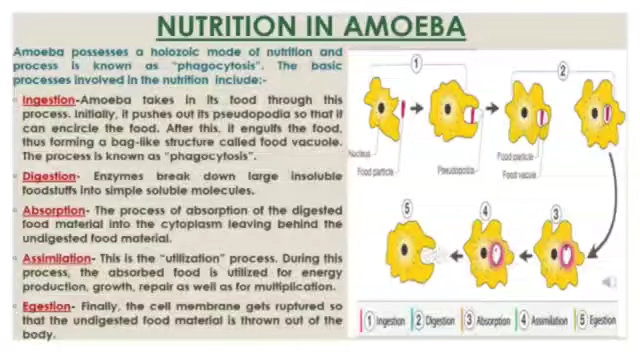 NUTRITION IN AMOEBA
Amoeba possesses a holozoic mode of nutrition and
process is known as "phagocytosis". The basic
processes involved in the nutrition include:-
Ingestion-Amoeba takes in its food through this
process. Initially, it pushes out its pseudopodia so that it
can encircle the food. After this, it engulfs the food,
thus forming a bag-like structure called food vacuole.
The process is known as "phagocytosis".
Digestion- Enzymes break down large insoluble
foodstuffs into simple soluble molecules.
Absorption- The process of absorption of the digested
food material into the cytoplasm leaving behind the
undigested food material.
Assimilation- This is the "utilization" process. During this
process, the absorbed food is utilized for energy
production, growth, repair as well as for multiplication.
Egestion- Finally, the cell membrane gets ruptured so
that the undigested food material is thrown out of the
body.
1
2
Nucleus
Food particle
Pseudopodia
Food particle
Food vacuole
5
4
3
1 Ingestion 2 Digestion 3 Absorption 4 Assimilation 5 Egestion